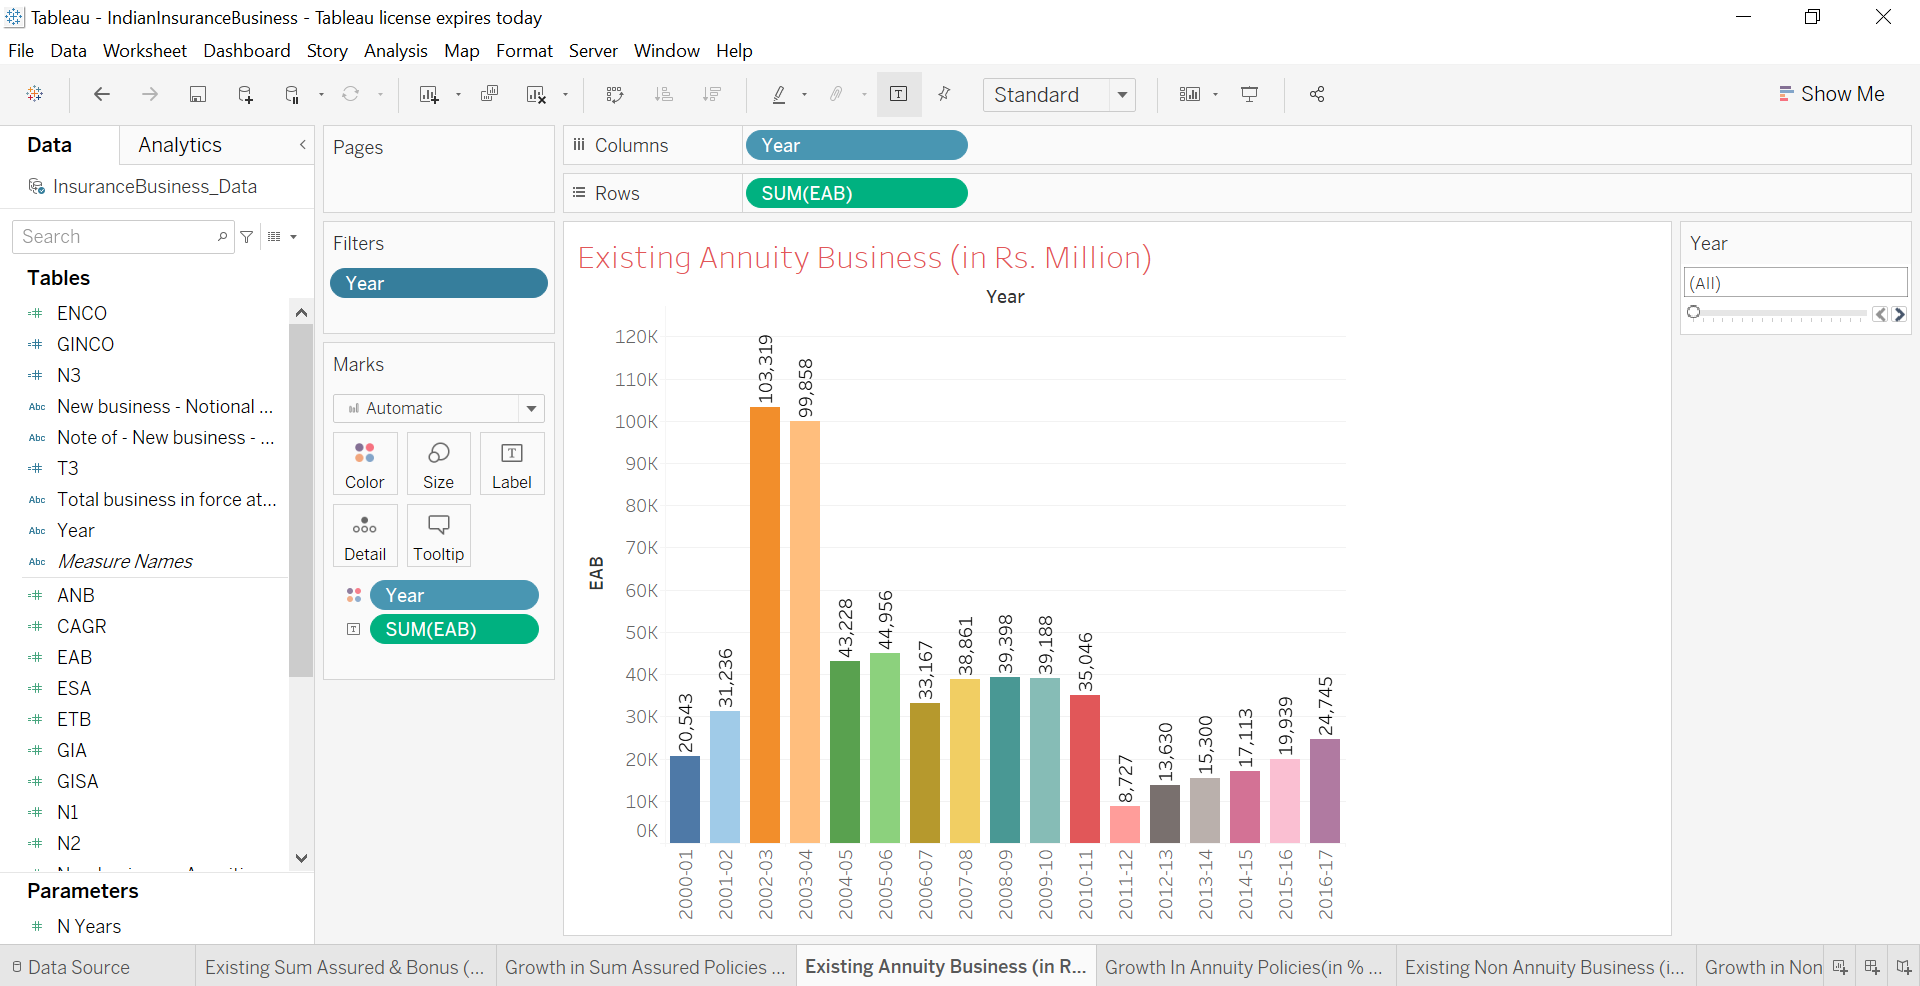 Tableau - IndianInsuranceBusiness - Tableau license expires today
File Data Worksheet Dashboard Story Analysis Map Format Server Window Help
Standard
Show Me
Data
Analytics
InsuranceBusiness_Data
Search
Tables
ENCO
GINCO
N3
Abc New business - Notional ...
Abc Note of - New business - ...
T3
Abc Total business in force at...
Abc Year
Abc Measure Names
ANB
CAGR
EAB
ESA
ETB
GIA
GISA
N1
N2
Parameters
N Years
Pages
Filters
Year
Marks
Automatic
Color
Size
Label
Detail
Tooltip
Year
SUM(EAB)
Columns
Year
Rows
SUM(EAB)
Existing Annuity Business (in Rs. Million)
Year
EAB
120K
110K
100K
90K
80K
70K
60K
50K
40K
30K
20K
10K
0K
20,543
31,236
103,319
99,858
43,228
44,956
33,167
38,861
39,398
39,188
35,046
8,727
13,630
15,300
17,113
19,939
24,745
2000-01
2001-02
2002-03
2003-04
2004-05
2005-06
2006-07
2007-08
2008-09
2009-10
2010-11
2011-12
2012-13
2013-14
2014-15
2015-16
2016-17
Year
(All)
Data Source
Existing Sum Assured & Bonus (...
Growth in Sum Assured Policies ...
Existing Annuity Business (in R...
Growth In Annuity Policies(in % ...
Existing Non Annuity Business (i...
Growth in Non